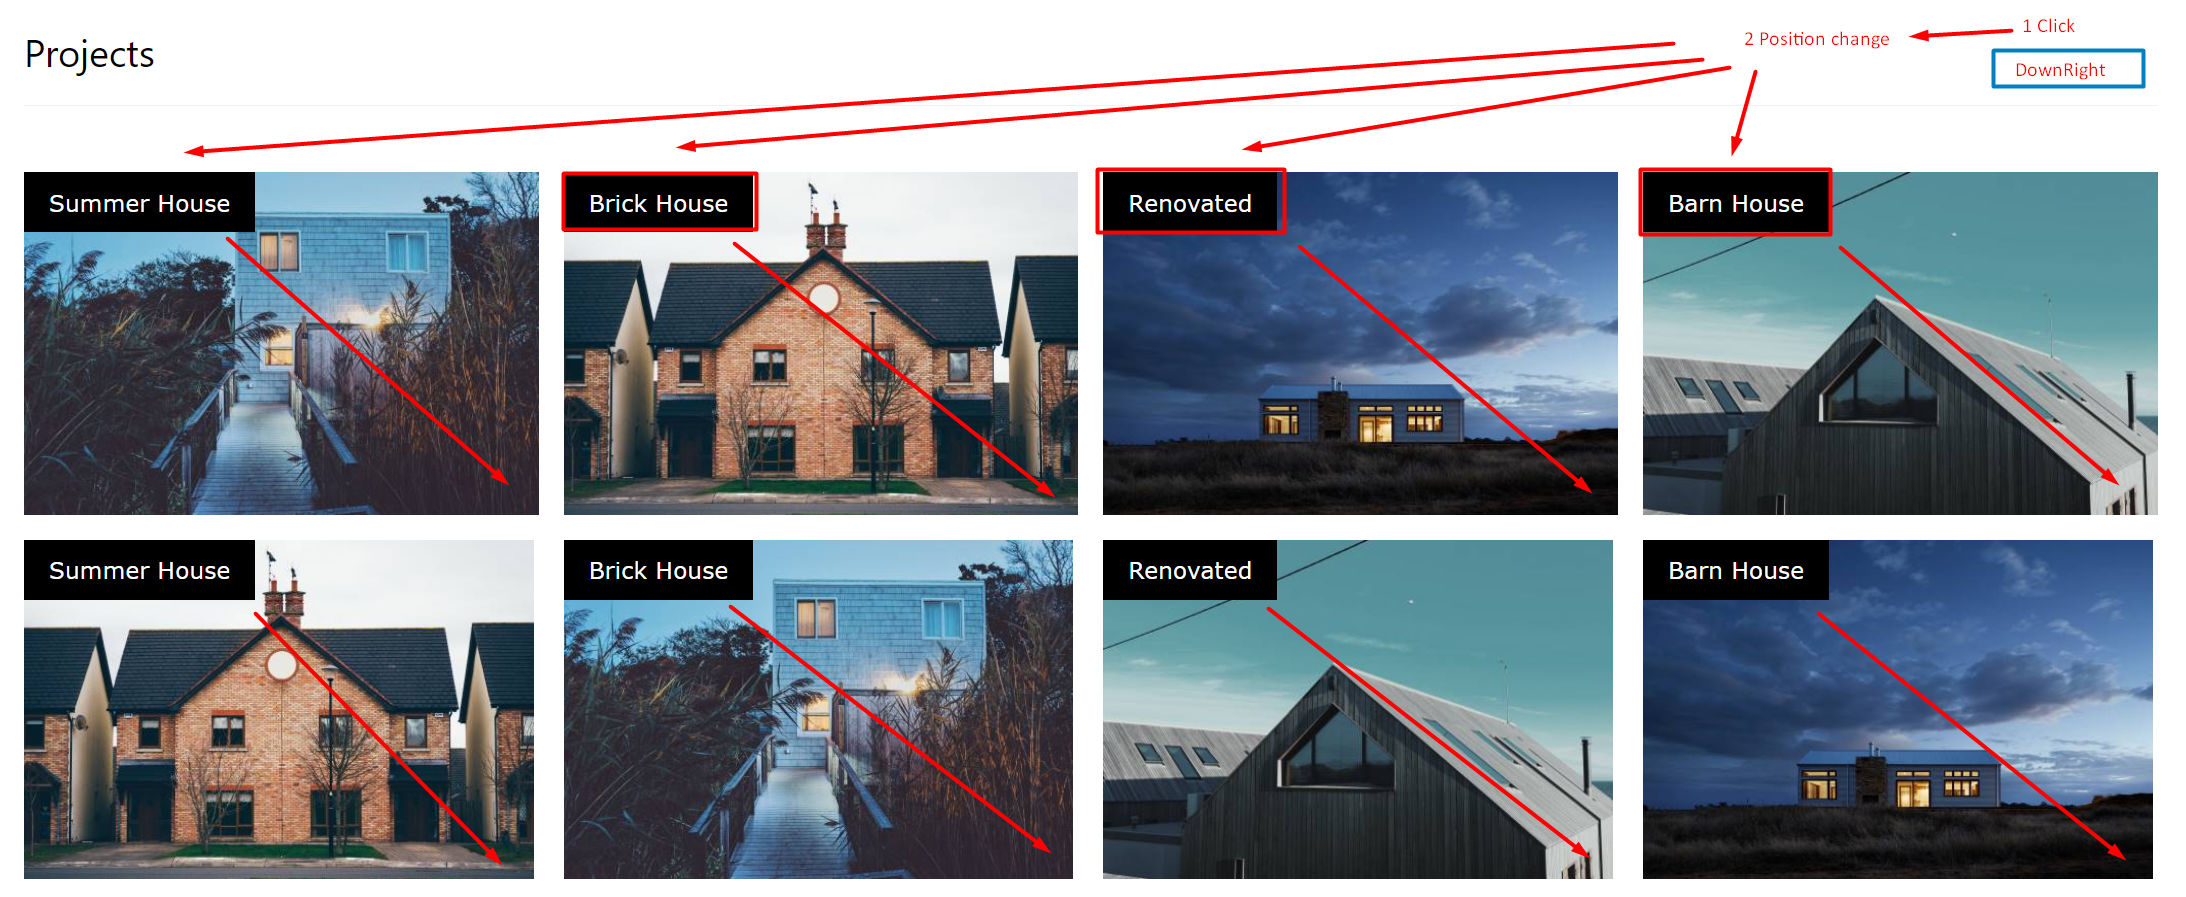 1 Click
2 Position change
Projects
DownRight
Summer House
Brick House
Renovated
Barn House
Summer House
Brick House
Renovated
Barn House